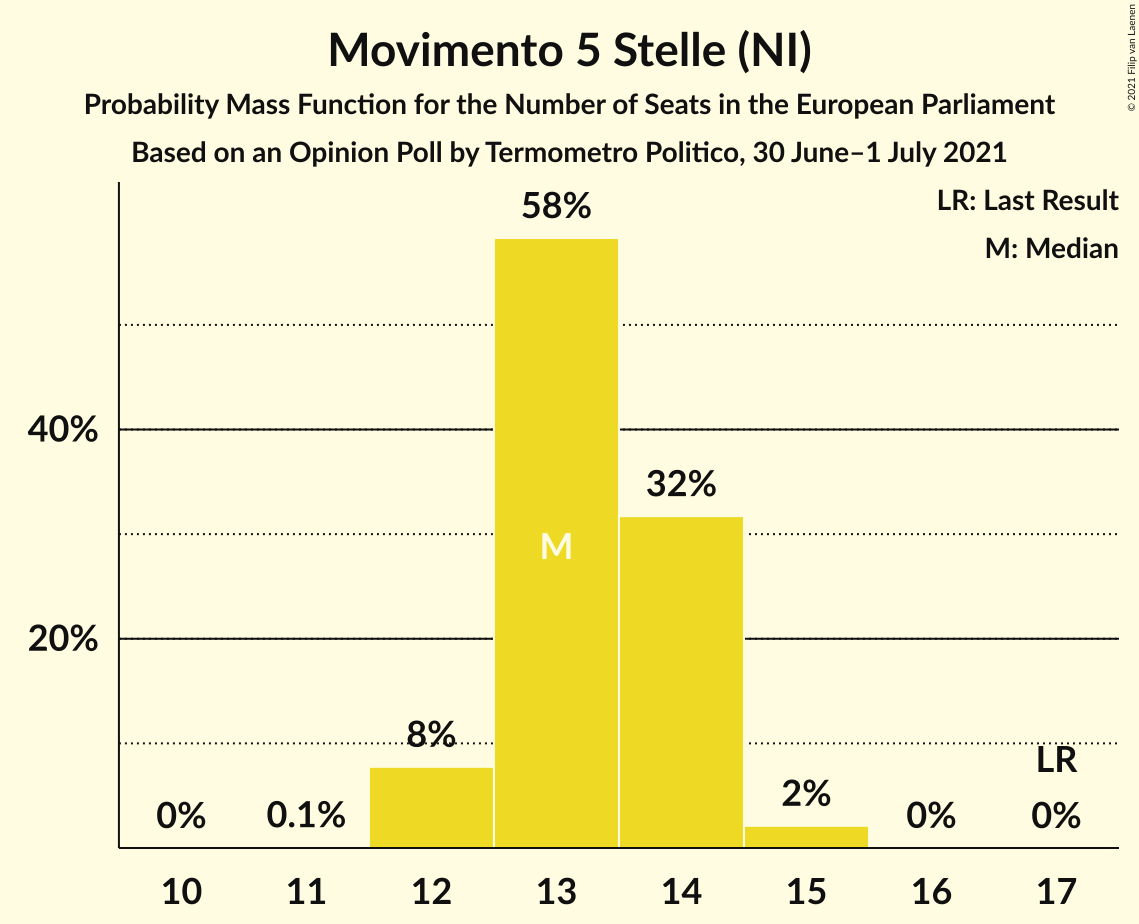 Movimento 5 Stelle (NI)
Probability Mass Function for the Number of Seats in the European Parliament
Based on an Opinion Poll by Termometro Politico, 30 June–1 July 2021
© 2021 Filip van Laenen
LR: Last Result
M: Median
58%
40%
32%
M
20%
8%
LR
2%
0%
0.1%
0%
0%
10 11 12 13 14 15 16 17